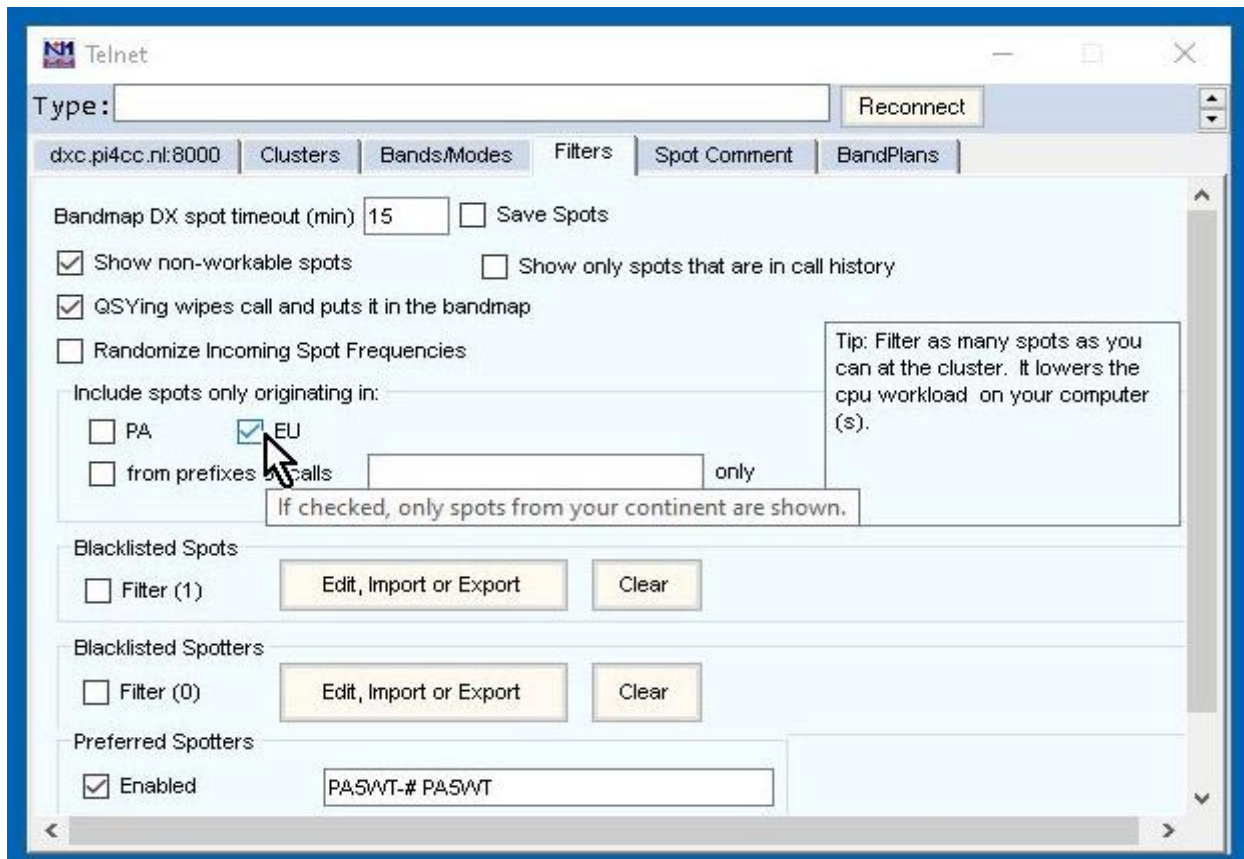 N1
Telnet
Type:
Reconnect
dxc.pi4cc.nl:8000 Clusters Bands/Modes Filters Spot Comment BandPlans
Bandmap DX spot timeout (min) 15 Save Spots
Show non-workable spots Show only spots that are in call history
QSYing wipes call and puts it in the bandmap
Randomize Incoming Spot Frequencies
Tip: Filter as many spots as you
can at the cluster. It lowers the
cpu workload on your computer
(s).
Include spots only originating in:
PA EU
from prefixes calls only
If checked, only spots from your continent are shown.
Blacklisted Spots
Filter (1) Edit, Import or Export Clear
Blacklisted Spotters
Filter (0) Edit, Import or Export Clear
Preferred Spotters
Enabled PA5WT-# PA5WT